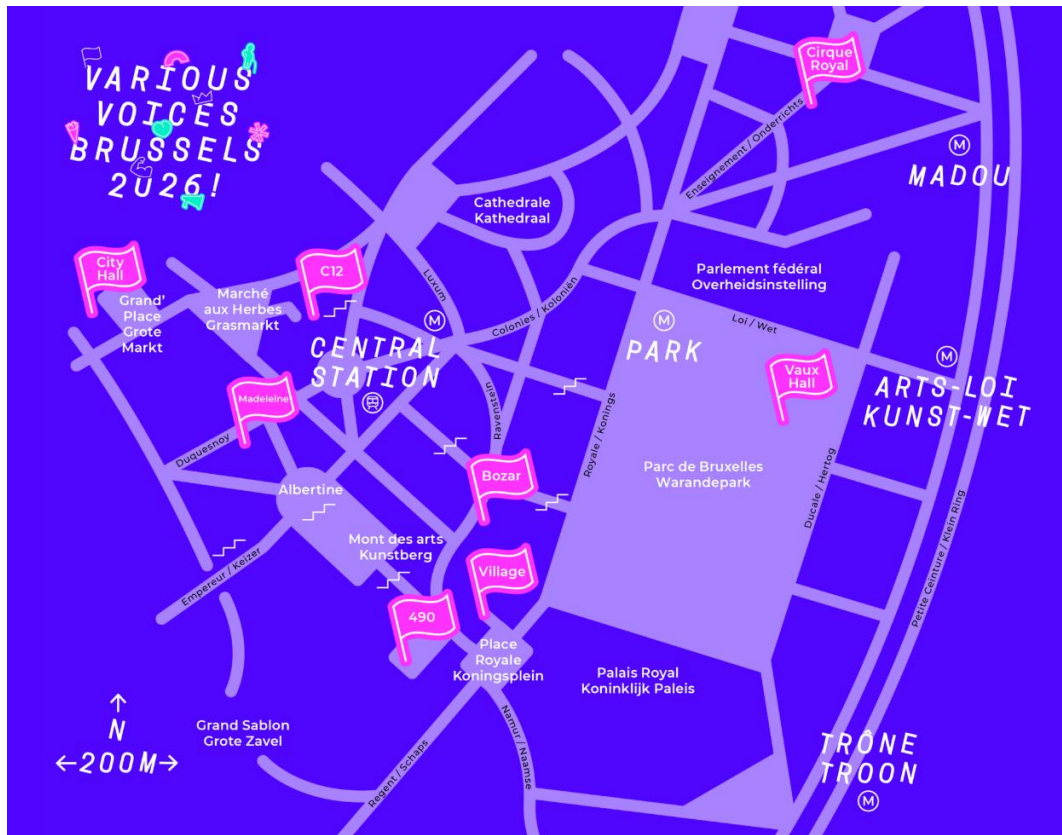 VARIOUS
VOICES
BRUSSELS
2026!
Cirque
Royal
Enseignement / Onderrichts
M
MADOU
Cathedrale
Kathedraal
City
Hall
C12
Grand'
Place
Grote
Markt
Marché
aux Herbes
Grasmarkt
Luxum
Parlement fédéral
Overheidsinstelling
Colonies / Koloniën
Loi / Wet
M
CENTRAL
STATION
M
PARK
M
ARTS-LOI
KUNST-WET
Vaux
Hall
Madeleine
Duquesnoy
Ravenstein
Royale / Konings
Bozar
Parc de Bruxelles
Warandepark
Ducale / Hertog
Albertine
Mont des arts
Kunstberg
Empereur / Keizer
Village
490
Petite Ceinture / Klein Ring
Place
Royale
Koningsplein
Palais Royal
Koninklijk Paleis
N
200M
Grand Sablon
Grote Zavel
Regent / Schaps
Namur / Naamse
TRÔNE
TROON
M